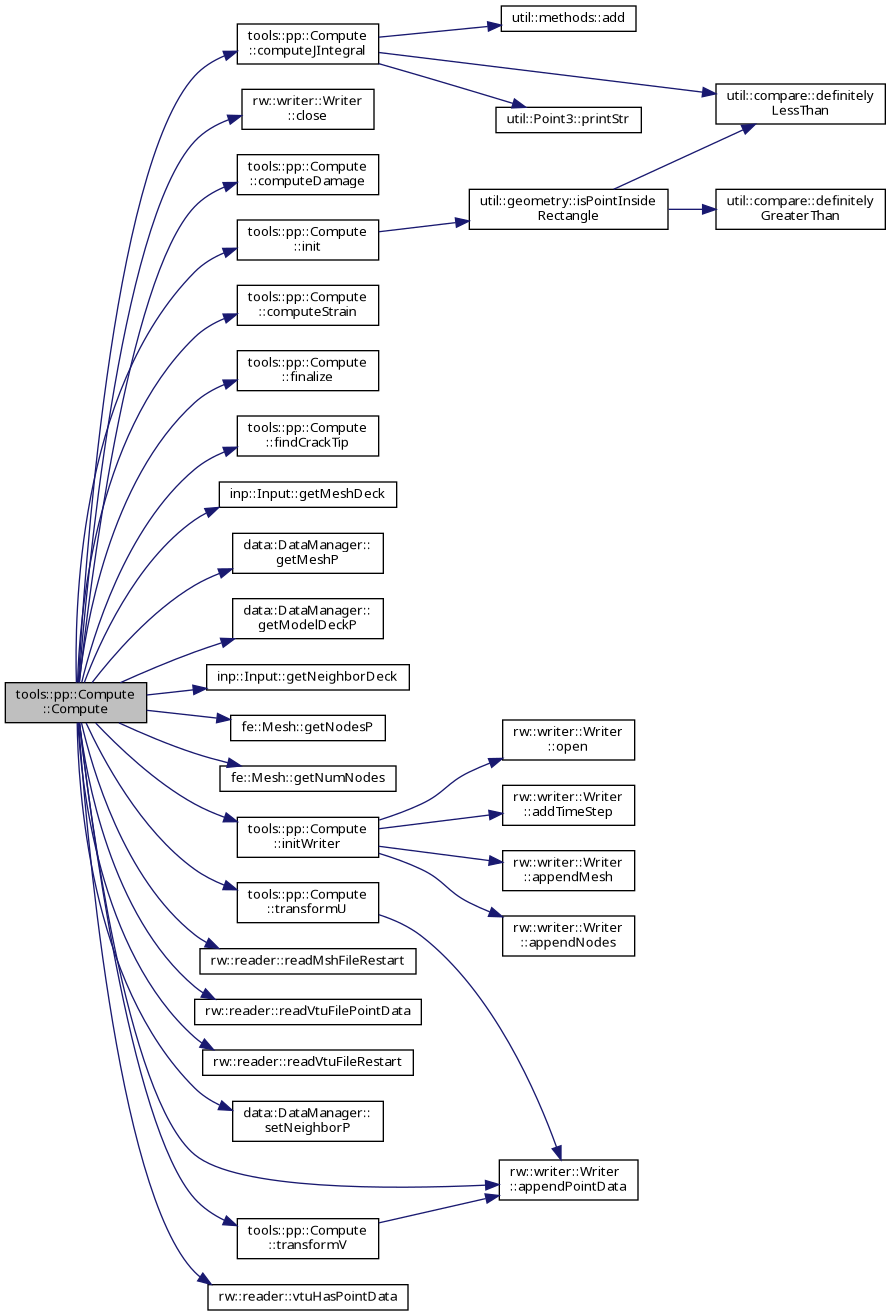 util::methods::add
tools::pp::Compute
::computeJIntegral
util::compare::definitely
LessThan
rw::writer::Writer
::close
util::Point3::printStr
tools::pp::Compute
::computeDamage
util::geometry::isPointInside
Rectangle
util::compare::definitely
GreaterThan
tools::pp::Compute
::init
tools::pp::Compute
::computeStrain
tools::pp::Compute
::finalize
tools::pp::Compute
::findCrackTip
inp::Input::getMeshDeck
data::DataManager::
getMeshP
data::DataManager::
getModelDeckP
inp::Input::getNeighborDeck
tools::pp::Compute
::Compute
fe::Mesh::getNodesP
rw::writer::Writer
::open
fe::Mesh::getNumNodes
rw::writer::Writer
::addTimeStep
tools::pp::Compute
::initWriter
rw::writer::Writer
::appendMesh
tools::pp::Compute
::transformU
rw::writer::Writer
::appendNodes
rw::reader::readMshFileRestart
rw::reader::readVtuFilePointData
rw::reader::readVtuFileRestart
data::DataManager::
setNeighborP
rw::writer::Writer
::appendPointData
tools::pp::Compute
::transformV
rw::reader::vtuHasPointData